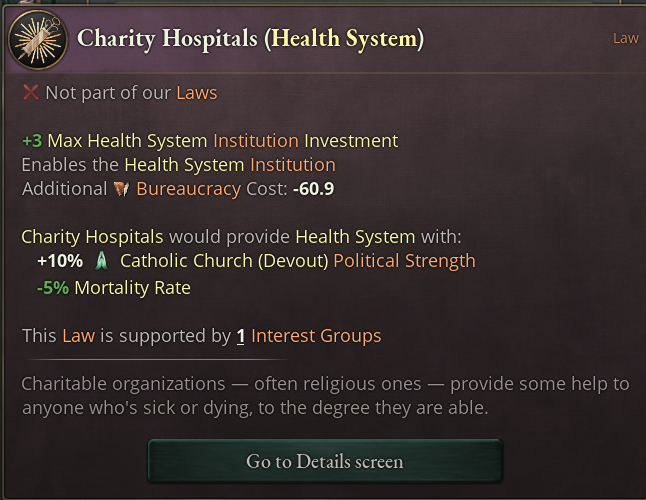 Charity Hospitals (Health System)
Law
Not part of our Laws
+3 Max Health System Institution Investment
Enables the Health System Institution
Additional Bureaucracy Cost: -60.9
Charity Hospitals would provide Health System with:
+10% Catholic Church (Devout) Political Strength
-5% Mortality Rate
This Law is supported by 1 Interest Groups
Charitable organizations — often religious ones — provide some help to
anyone who's sick or dying, to the degree they are able.
Go to Details screen